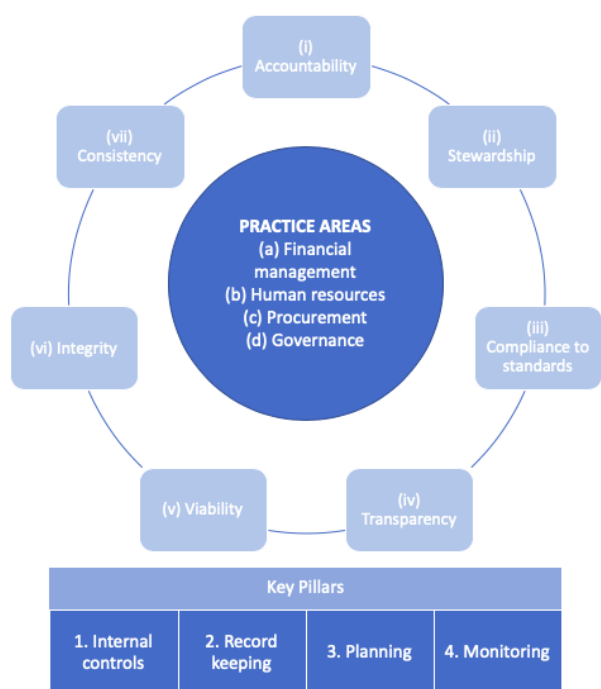 (i)
Accountability
(vii)
Consistency
(ii)
Stewardship
PRACTICE AREAS
(a) Financial
management
(b) Human resources
(c) Procurement
(d) Governance
(vi) Integrity
(iii)
Compliance to
standards
(v) Viability
(iv)
Transparency
Key Pillars
1. Internal
controls
2. Record
keeping
3. Planning
4. Monitoring